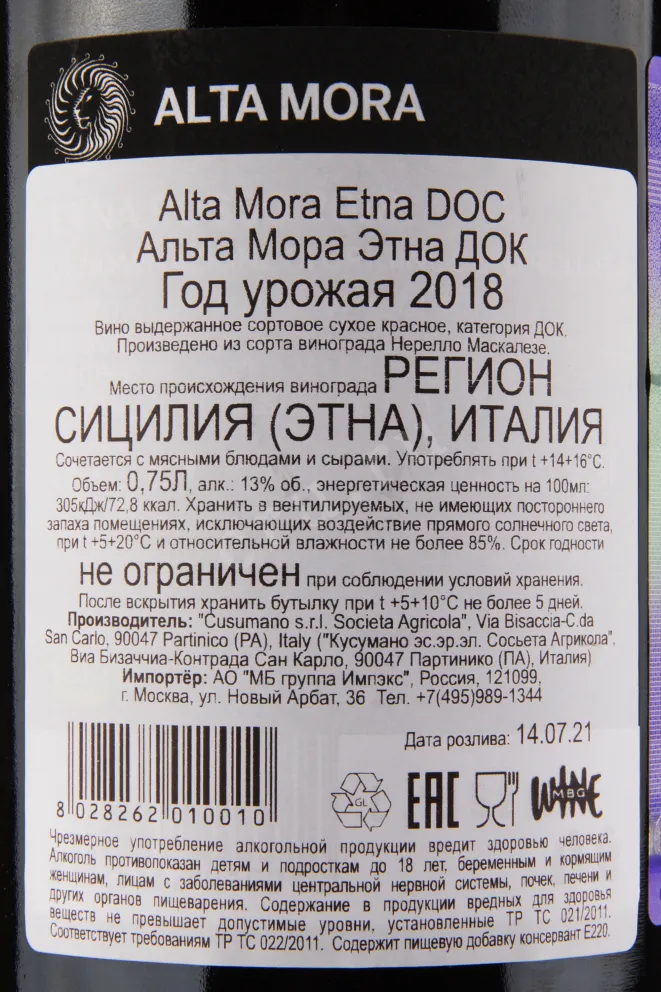 ALTA MORA
Alta Mora Etna DOC
Альта Мора Этна ДОК
Год урожая 2018
Вино выдержанное сортовое сухое красное, категория ДОК.
Произведено из сорта винограда Нерелло Маскалезе.
Место происхождения винограда РЕГИОН
СИЦИЛИЯ (ЭТНА), ИТАЛИЯ
Сочетается с мясными блюдами и сырами. Употреблять при t +14+16°C.
Объем: 0,75Л, алк.: 13% об., энергетическая ценность на 100мл:
305кДж/72,8 ккал. Хранить в вентилируемых, не имеющих постороннего
запаха помещениях, исключающих воздействие прямого солнечного света,
при t +5+20°C и относительной влажности не более 85%. Срок годности
не ограничен при соблюдении условий хранения.
После вскрытия хранить бутылку при t +5+10°C не более 5 дней.
Производитель: "Cusumano s.r.l. Societa Agricola", Via Bisaccia-C.da
San Carlo, 90047 Partinico (PA), Italy ("Кусумано эс.эр.эл. Сосьета Агрикола".
Виа Бизаччиа-Контрада Сан Карло, 90047 Партинико (ПА), Италия)
Импортёр: АО "МБ группа Импэкс", Россия, 121099,
г. Москва, ул. Новый Арбат, 36 Тел. +7(495)989-1344
Дата розлива: 14.07.21
8 028262 010010
GL
EAC
WINE
MBG
Чрезмерное употребление алкогольной продукции вредит здоровью человека.
Алкоголь противопоказан детям и подросткам до 18 лет, беременным и кормящим
женщинам, лицам с заболеваниями центральной нервной системы, почек, печени и
других органов пищеварения. Содержание в продукции вредных для здоровья
веществ не превышает допустимые уровни, установленные ТР ТС 021/2011.
Соответствует требованиям ТР ТС 022/2011. Содержит пищевую добавку консервант Е220.